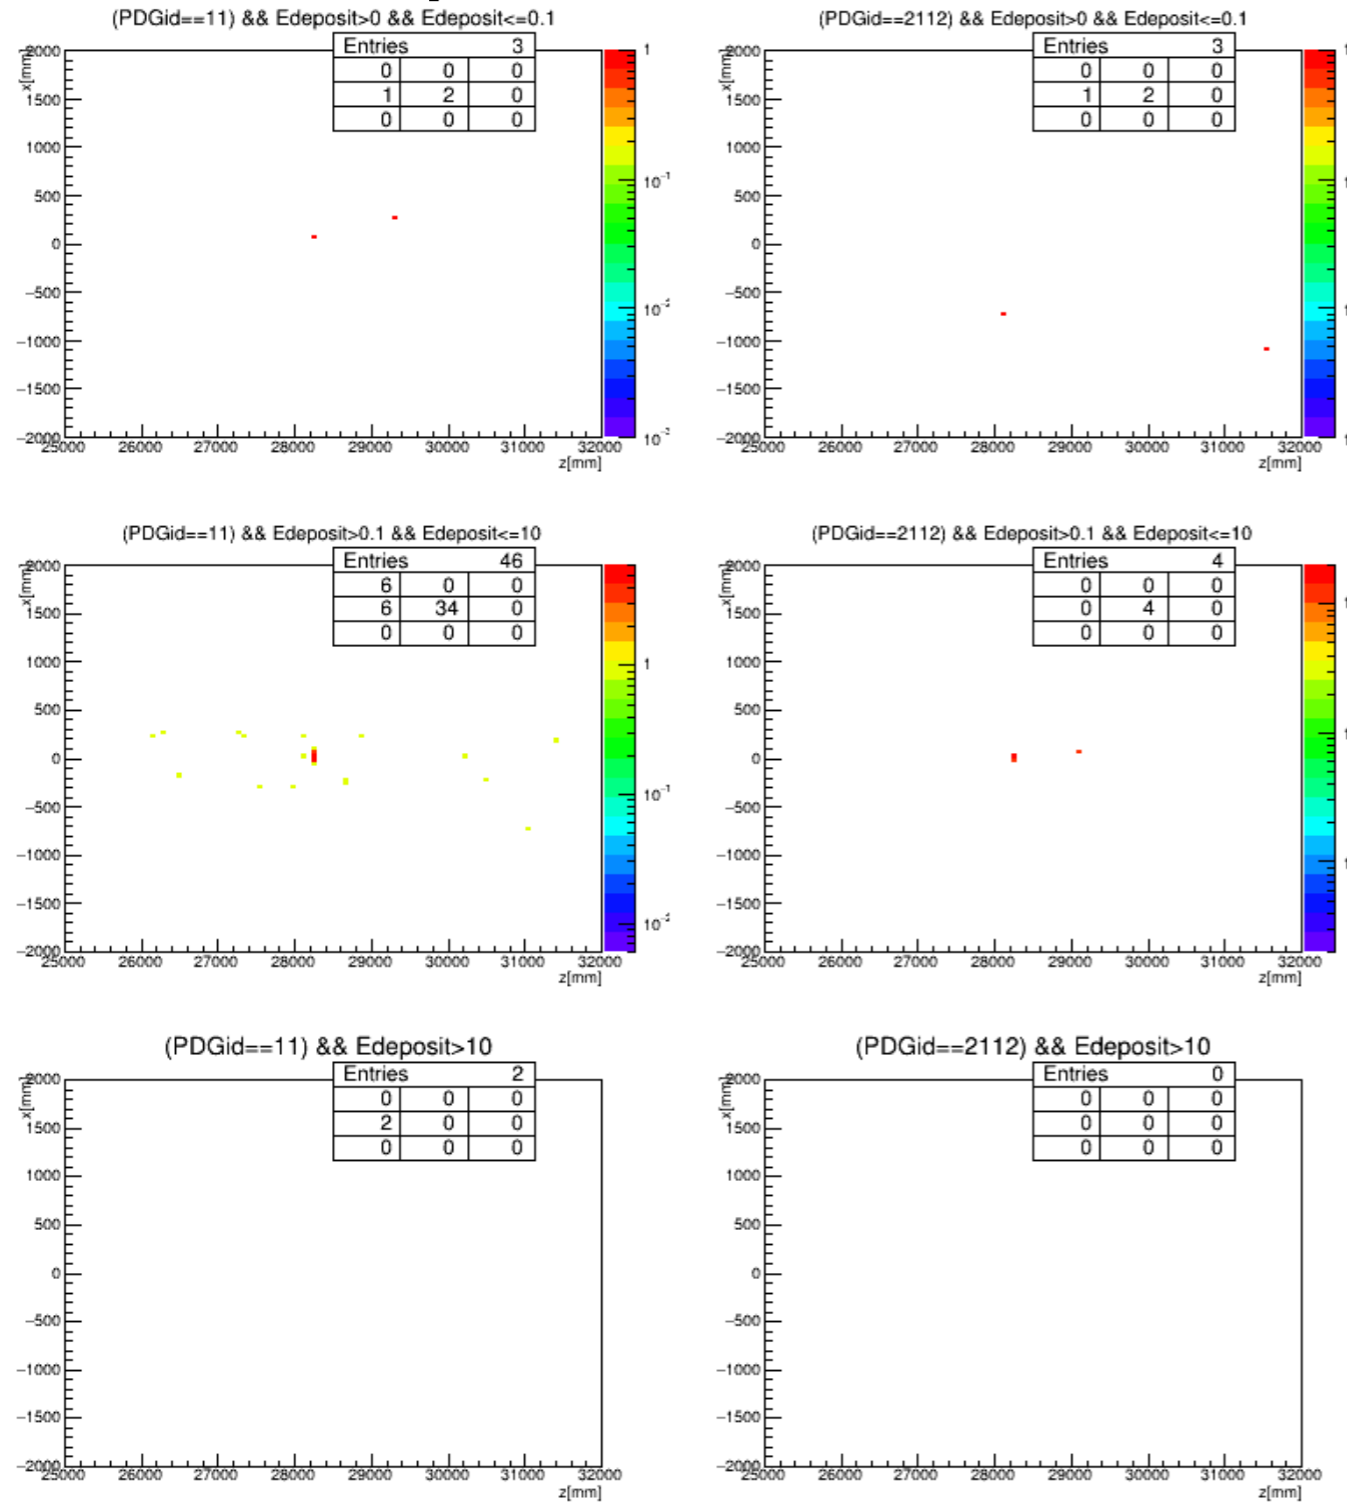 (PDGid==11) && Edeposit>0 && Edeposit<=0.1
Entries 3
0 0 0
1 2 0
0 0 0
x[mm]
2000
1500
1000
500
0
−500
−1000
−1500
−2000
25000 26000 27000 28000 29000 30000 31000 32000
z[mm]
1
10⁻¹
10⁻²
(PDGid==2112) && Edeposit>0 && Edeposit<=0.1
Entries 3
0 0 0
1 2 0
0 0 0
x[mm]
2000
1500
1000
500
0
−500
−1000
−1500
−2000
25000 26000 27000 28000 29000 30000 31000 32000
z[mm]
(PDGid==11) && Edeposit>0.1 && Edeposit<=10
Entries 46
6 0 0
6 34 0
0 0 0
x[mm]
2000
1500
1000
500
0
−500
−1000
−1500
−2000
25000 26000 27000 28000 29000 30000 31000 32000
z[mm]
1
10⁻¹
10⁻²
(PDGid==2112) && Edeposit>0.1 && Edeposit<=10
Entries 4
0 0 0
0 4 0
0 0 0
x[mm]
2000
1500
1000
500
0
−500
−1000
−1500
−2000
25000 26000 27000 28000 29000 30000 31000 32000
z[mm]
(PDGid==11) && Edeposit>10
Entries 2
0 0 0
2 0 0
0 0 0
x[mm]
2000
1500
1000
500
0
−500
−1000
−1500
−2000
25000 26000 27000 28000 29000 30000 31000 32000
z[mm]
(PDGid==2112) && Edeposit>10
Entries 0
0 0 0
0 0 0
0 0 0
x[mm]
2000
1500
1000
500
0
−500
−1000
−1500
−2000
25000 26000 27000 28000 29000 30000 31000 32000
z[mm]